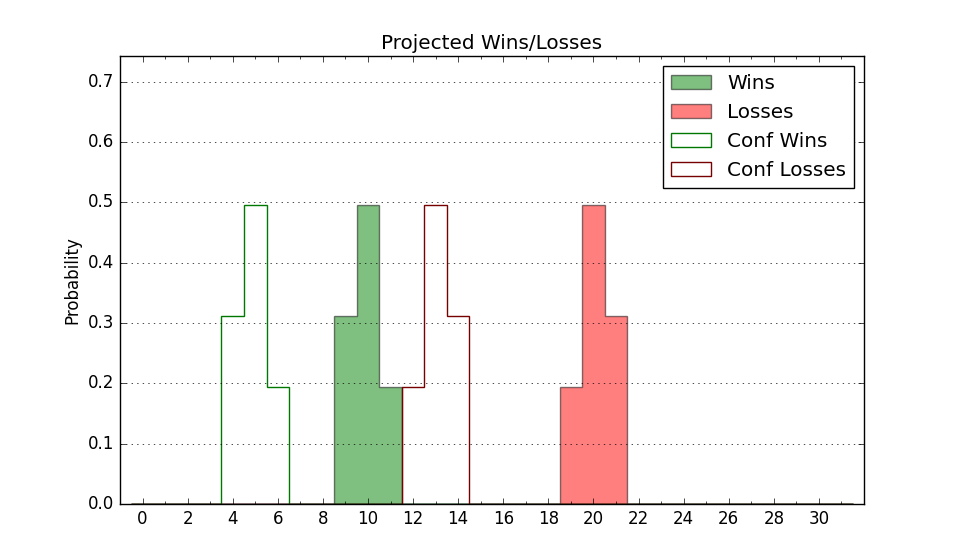 Projected Wins/Losses
Wins
Losses
Conf Wins
Conf Losses
Probability
0.7
0.6
0.5
0.4
0.3
0.2
0.1
0.0
0 2 4 6 8 10 12 14 16 18 20 22 24 26 28 30